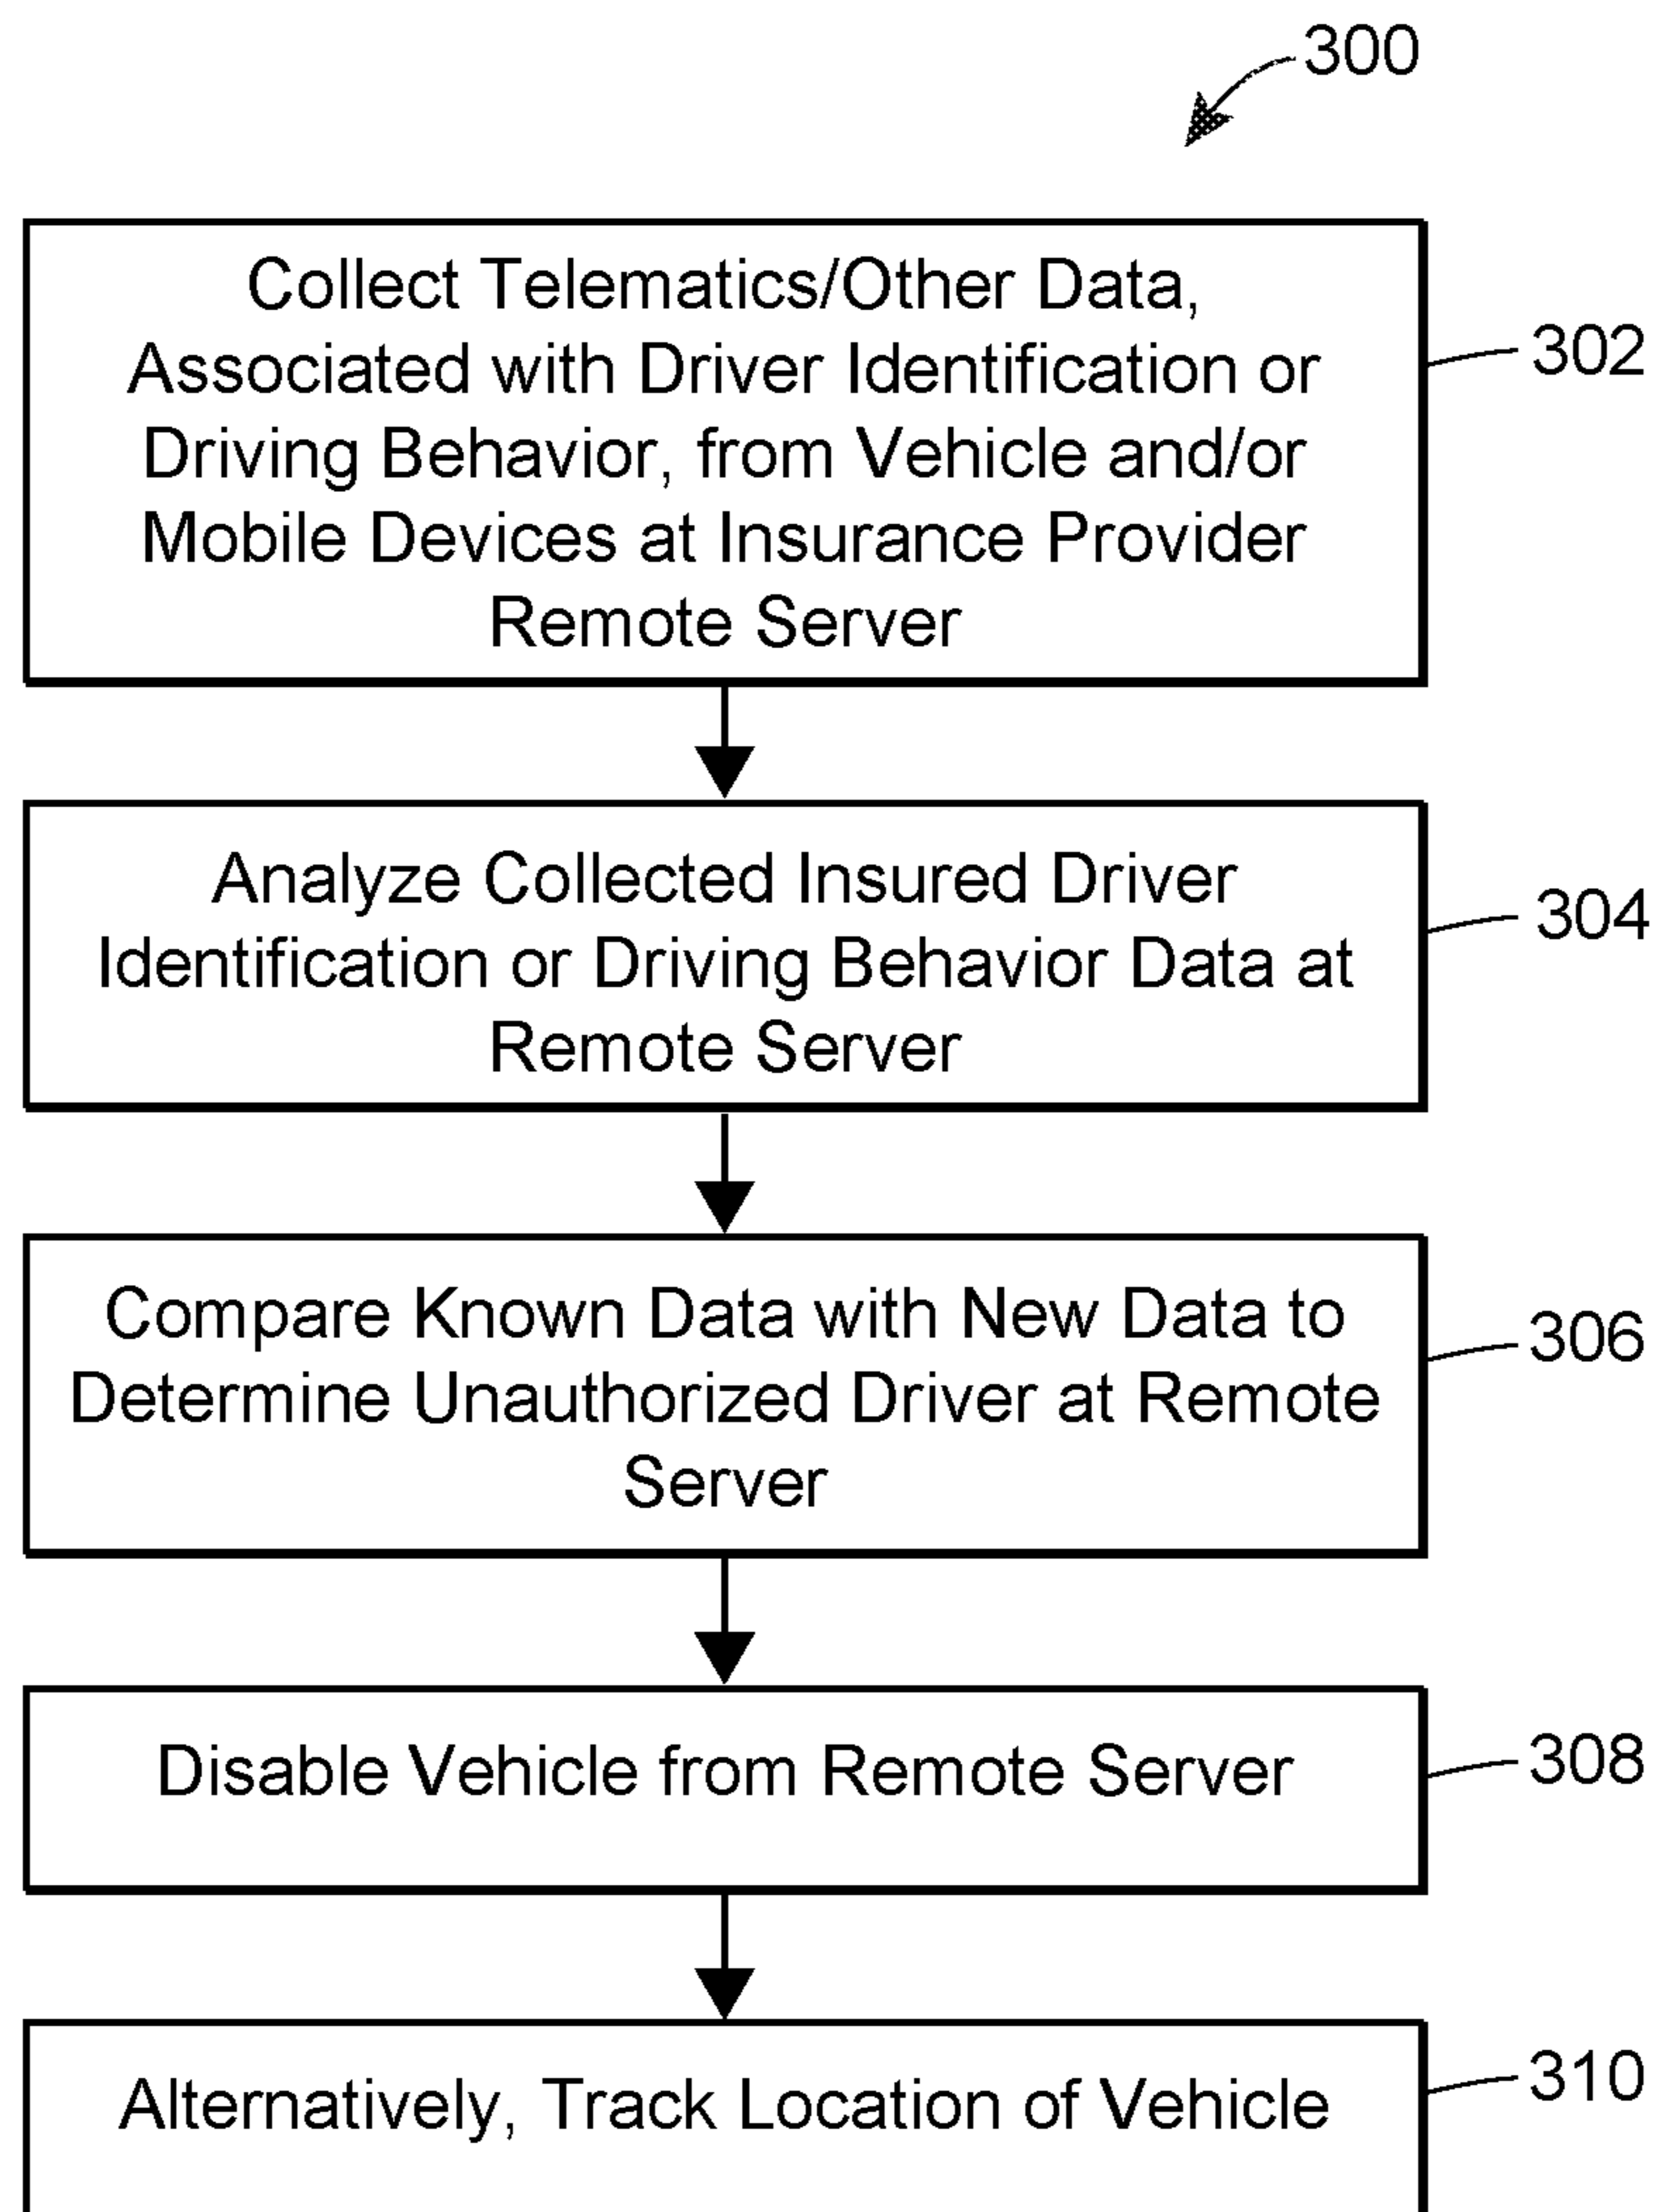 300
Collect Telematics/Other Data,
Associated with Driver Identification or
Driving Behavior, from Vehicle and/or
Mobile Devices at Insurance Provider
Remote Server
302
Analyze Collected Insured Driver
Identification or Driving Behavior Data at
Remote Server
304
Compare Known Data with New Data to
Determine Unauthorized Driver at Remote
Server
306
Disable Vehicle from Remote Server
308
Alternatively, Track Location of Vehicle
310